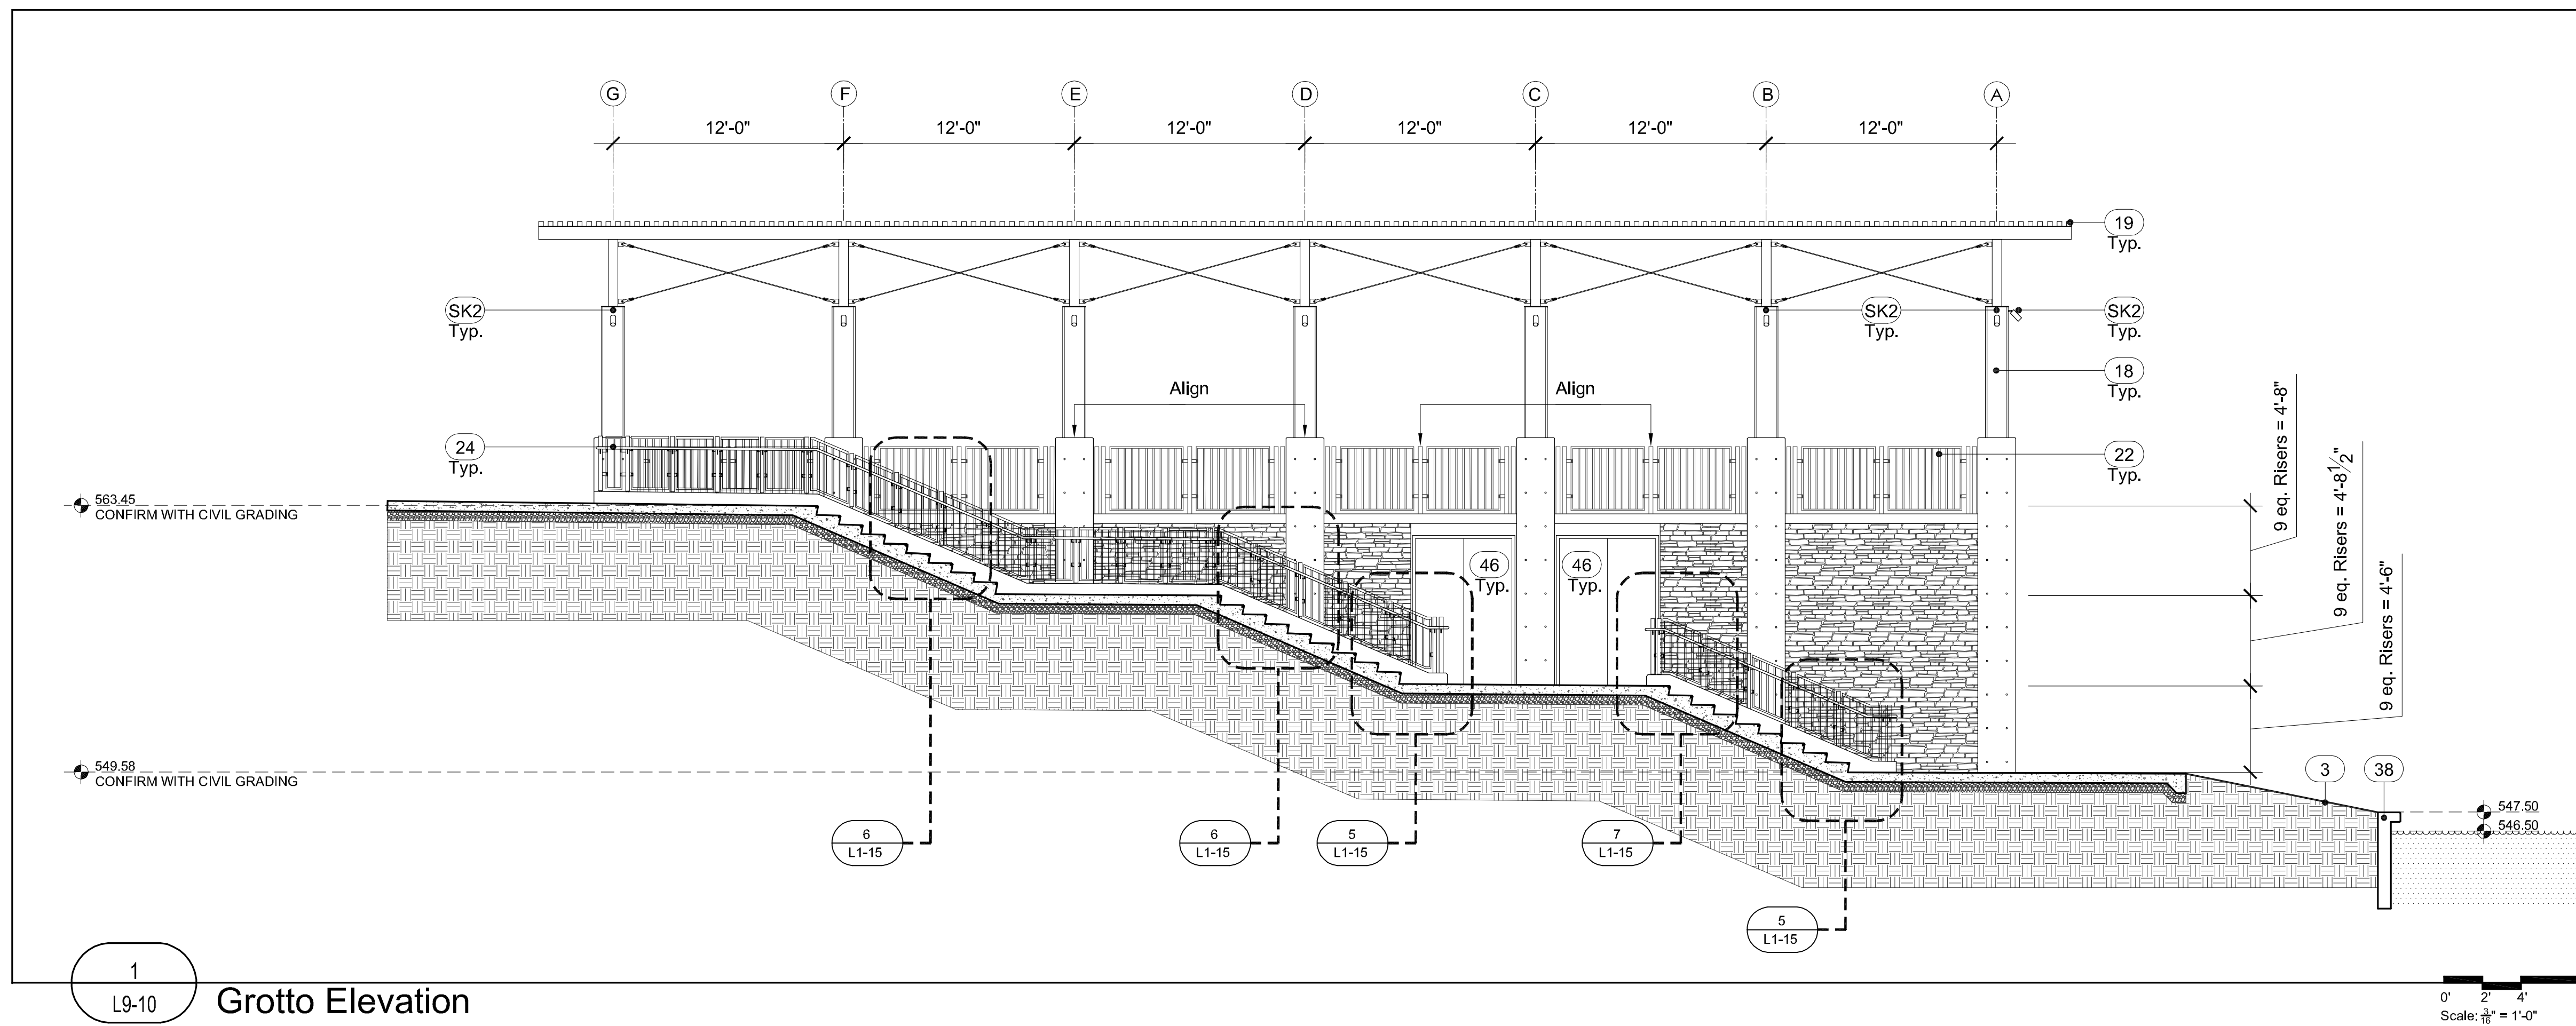 G
F
E
D
C
B
A
12'-0"
12'-0"
12'-0"
12'-0"
12'-0"
12'-0"
19
Typ.
SK2
Typ.
SK2
Typ.
SK2
Typ.
18
Typ.
Align
Align
24
Typ.
22
Typ.
9 eq. Risers = 4'-8"
9 eq. Risers = 4'-8½"
9 eq. Risers = 4'-6"
563.45
CONFIRM WITH CIVIL GRADING
46
Typ.
46
Typ.
549.58
CONFIRM WITH CIVIL GRADING
3
38
547.50
546.50
6
L1-15
6
L1-15
5
L1-15
7
L1-15
5
L1-15
1
L9-10
Grotto Elevation
0' 2' 4'
Scale: 3/16" = 1'-0"